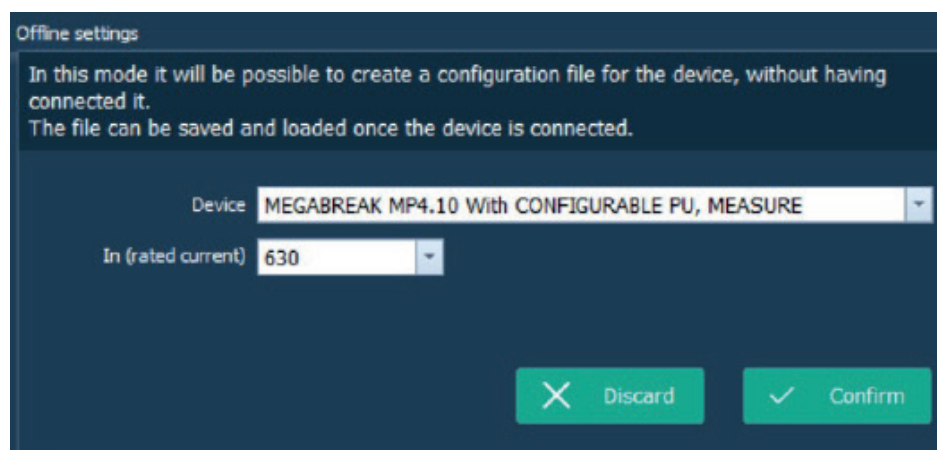 Offline settings
In this mode it will be possible to create a configuration file for the device, without having
connected it.
The file can be saved and loaded once the device is connected.
Device MEGABREAK MP4.10 With CONFIGURABLE PU, MEASURE
In (rated current) 630
Discard Confirm